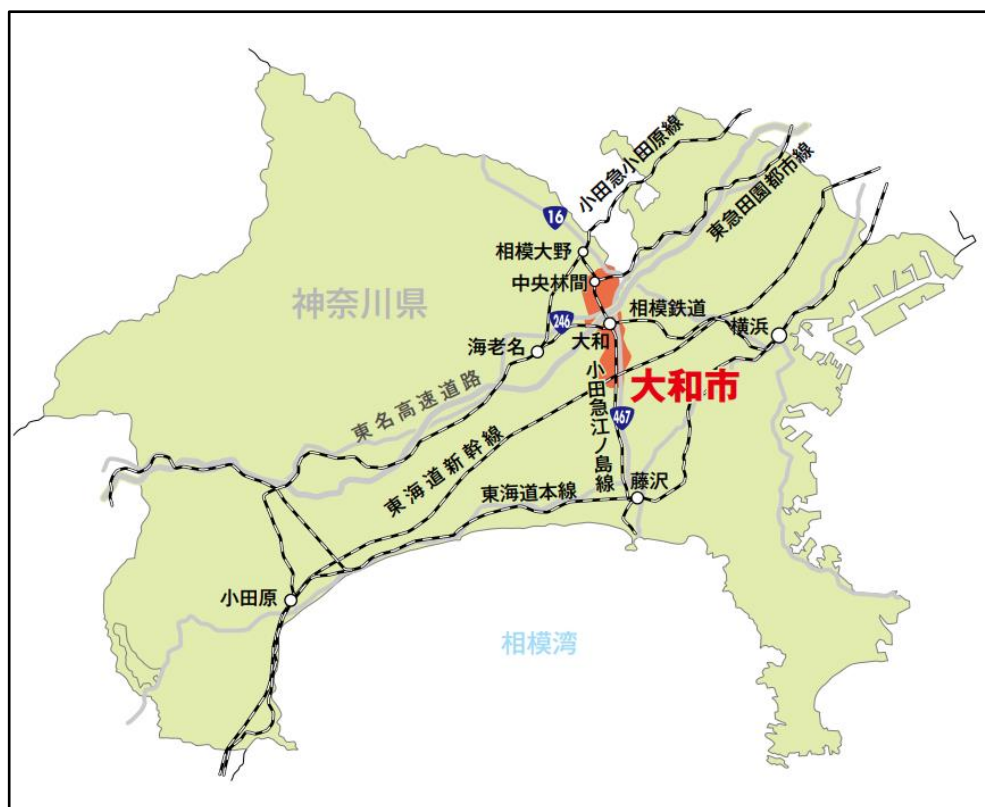 小田急小田原線
東急田園都市線
16
相模大野
中央林間
神奈川県
相模鉄道
246
大和
横浜
海老名
大和市
東名高速道路
小田急江ノ島線
467
東海道新幹線
東海道本線
藤沢
小田原
相模湾